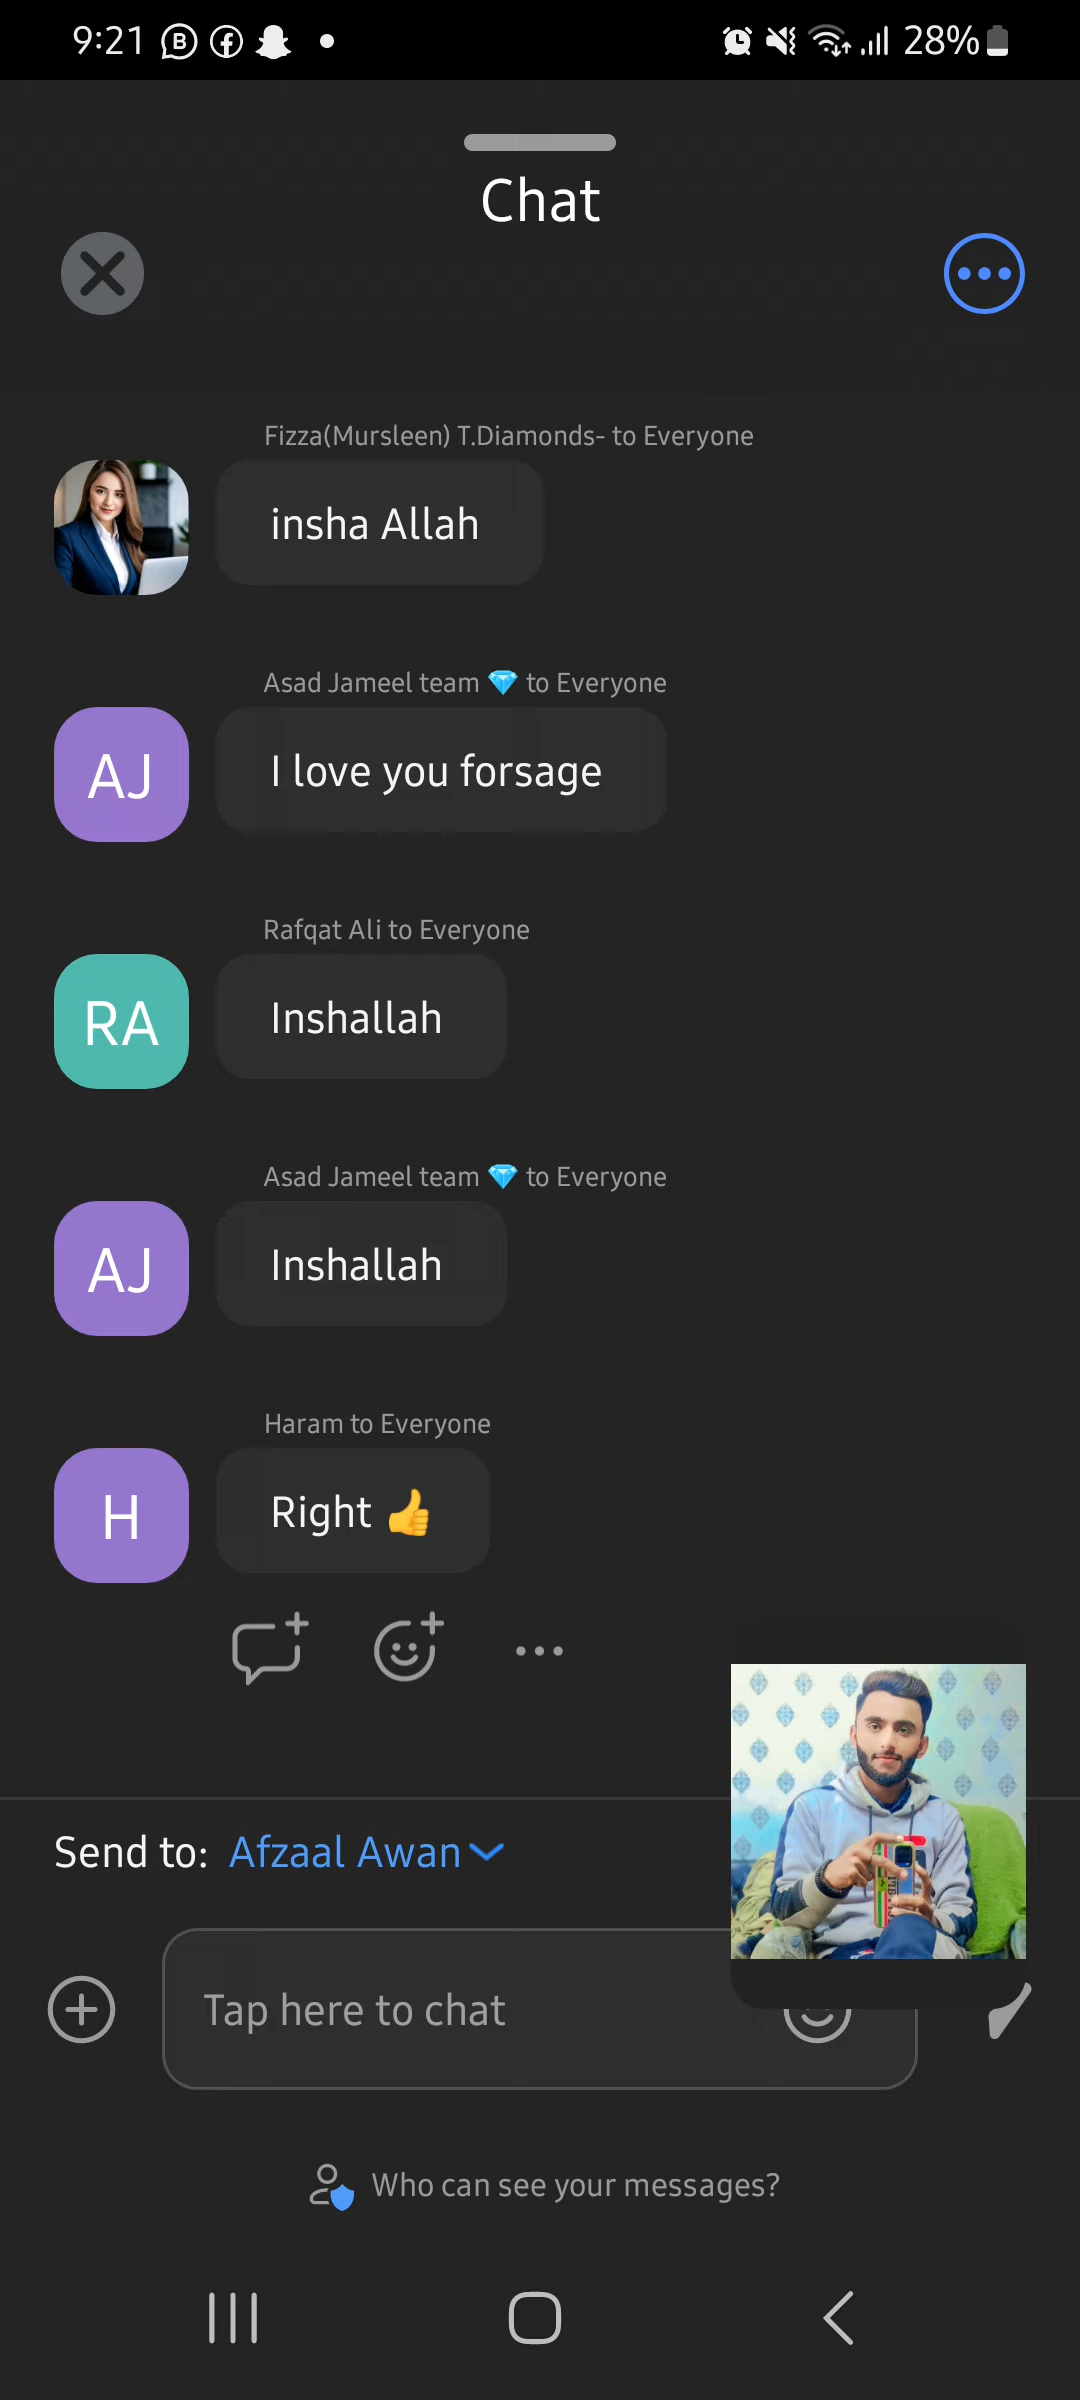 9:21 28%
Chat
Fizza(Mursleen) T.Diamonds- to Everyone
insha Allah
Asad Jameel team 💎 to Everyone
AJ
I love you forsage
Rafqat Ali to Everyone
RA
Inshallah
Asad Jameel team 💎 to Everyone
AJ
Inshallah
Haram to Everyone
H
Right 👍
Send to: Afzaal Awan
Tap here to chat
Who can see your messages?